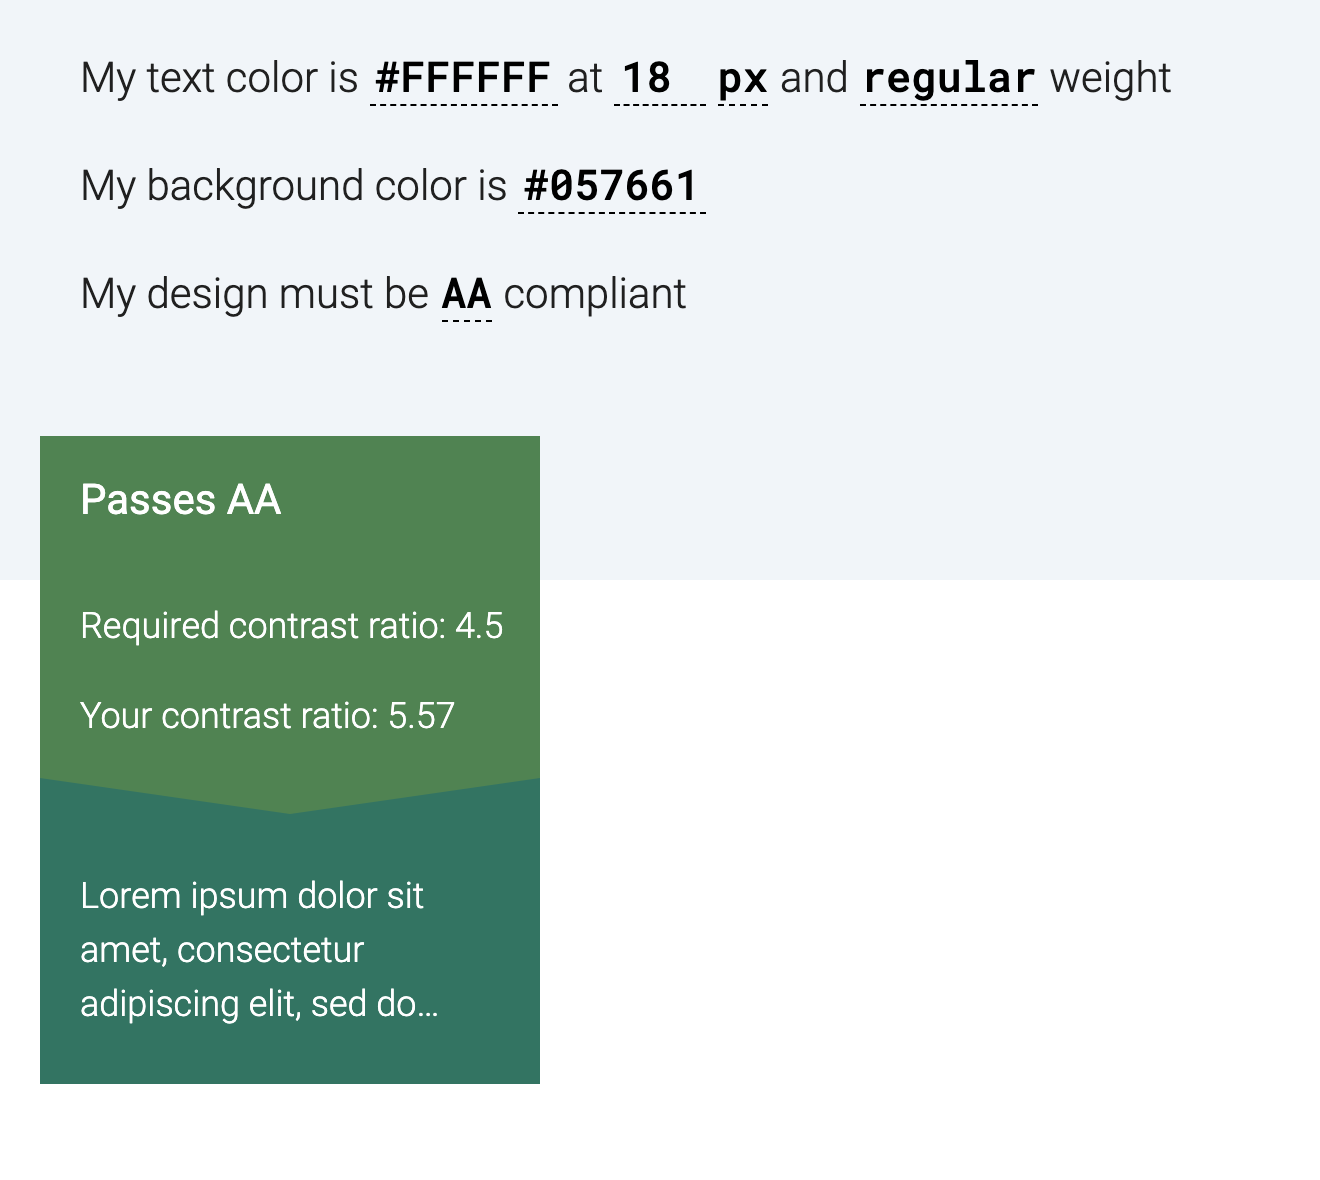 My text color is #FFFFFF at 18 px and regular weight
My background color is #057661
My design must be AA compliant
Passes AA
Required contrast ratio: 4.5
Your contrast ratio: 5.57
Lorem ipsum dolor sit
amet, consectetur
adipiscing elit, sed do...